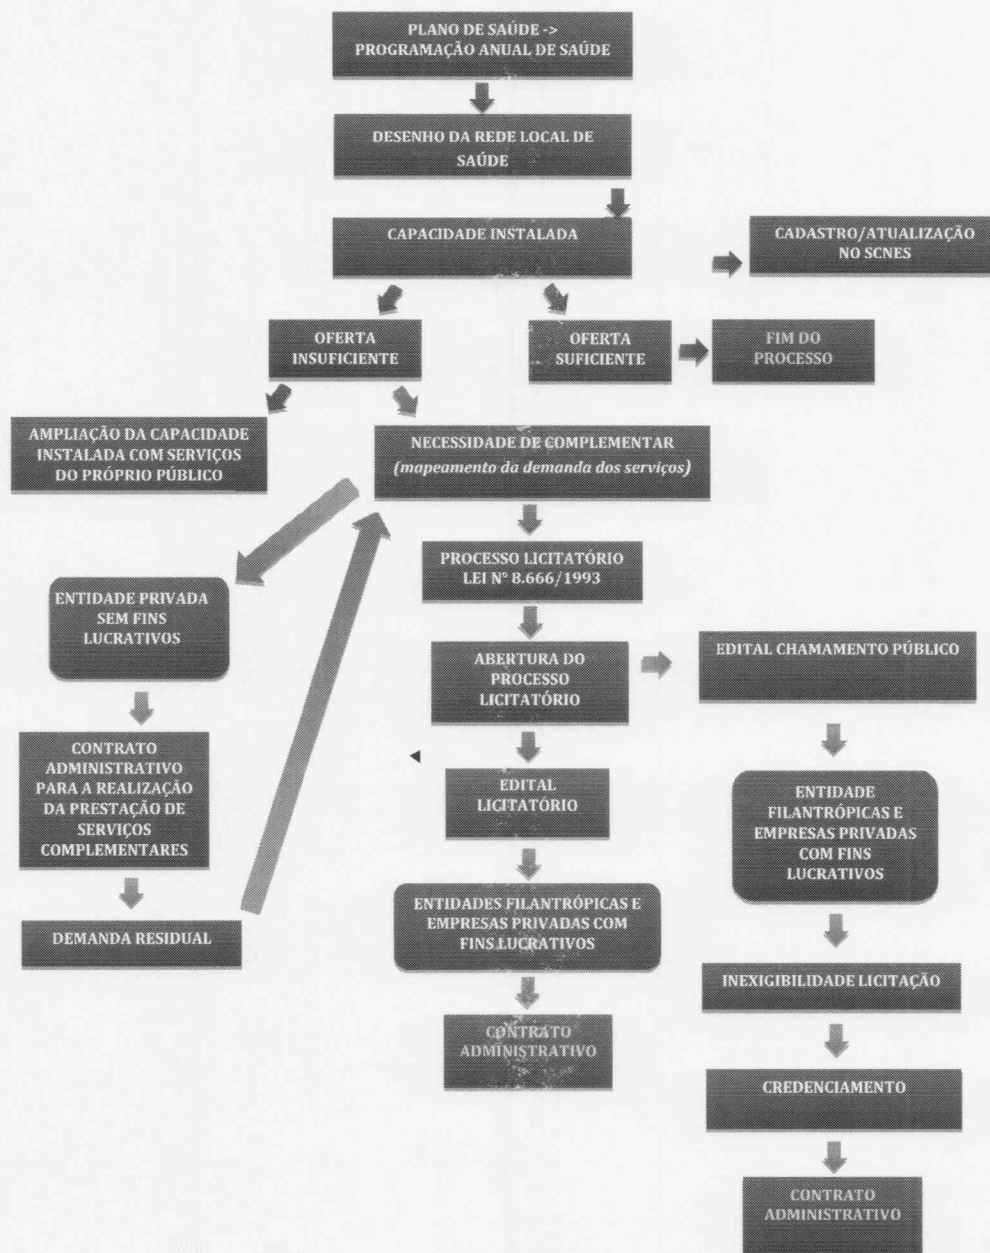 PLANO DE SAÚDE ->
PROGRAMAÇÃO ANUAL DE SAÚDE
DESENHO DA REDE LOCAL DE
SAÚDE
CAPACIDADE INSTALADA
CADASTRO/ATUALIZAÇÃO
NO SCNES
OFERTA
INSUFICIENTE
OFERTA
SUFICIENTE
FIM DO
PROCESSO
AMPLIAÇÃO DA CAPACIDADE
INSTALADA COM SERVIÇOS
DO PRÓPRIO PÚBLICO
NECESSIDADE DE COMPLEMENTAR
(mapeamento da demanda dos serviços)
PROCESSO LICITATÓRIO
LEI N° 8.666/1993
ENTIDADE PRIVADA
SEM FINS
LUCRATIVOS
ABERTURA DO
PROCESSO
LICITATÓRIO
EDITAL CHAMAMENTO PÚBLICO
CONTRATO
ADMINISTRATIVO
PARA A REALIZAÇÃO
DA PRESTAÇÃO DE
SERVIÇOS
COMPLEMENTARES
EDITAL
LICITATÓRIO
ENTIDADE
FILANTRÓPICAS E
EMPRESAS PRIVADAS
COM FINS
LUCRATIVOS
DEMANDA RESIDUAL
ENTIDADES FILANTRÓPICAS E
EMPRESAS PRIVADAS COM
FINS LUCRATIVOS
INEXIGIBILIDADE LICITAÇÃO
CONTRATO
ADMINISTRATIVO
CREDENCIAMENTO
CONTRATO
ADMINISTRATIVO